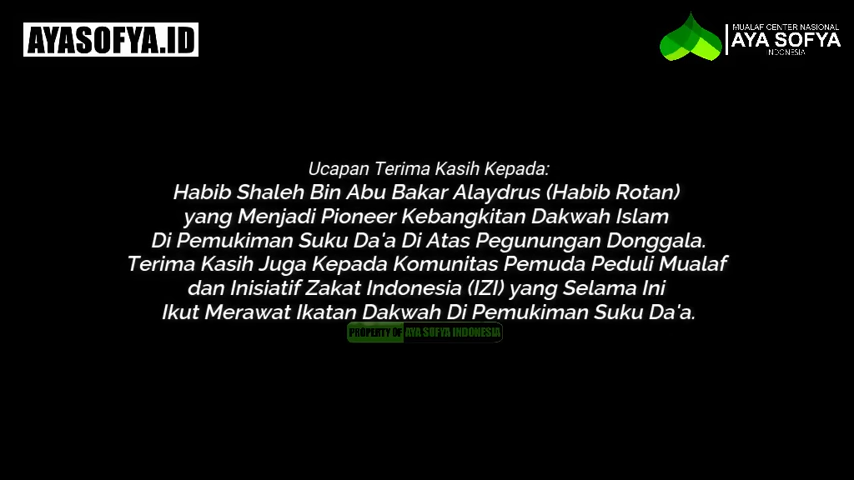 AYASOFYA.ID
MUALAF CENTER NASIONAL
AYA SOFYA
INDONESIA
Ucapan Terima Kasih Kepada:
Habib Shaleh Bin Abu Bakar Alaydrus (Habib Rotan)
yang Menjadi Pioneer Kebangkitan Dakwah Islam
Di Pemukiman Suku Da'a Di Atas Pegunungan Donggala.
Terima Kasih Juga Kepada Komunitas Pemuda Peduli Mualaf
dan Inisiatif Zakat Indonesia (IZI) yang Selama Ini
Ikut Merawat Ikatan Dakwah Di Pemukiman Suku Da'a.
PROPERTY OF AYA SOFYA INDONESIA